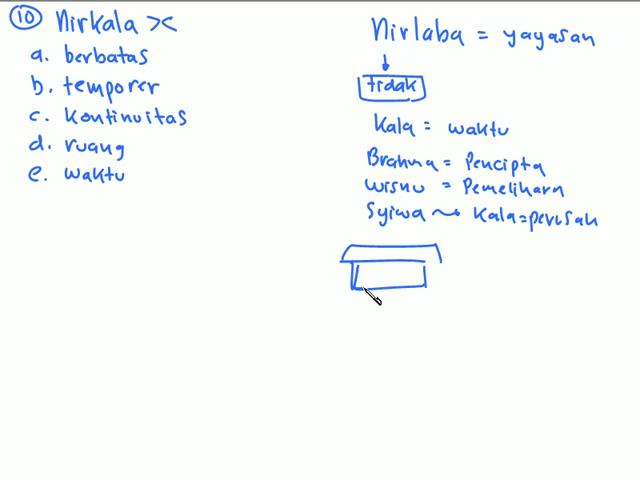 10 Nirkala ><
a. berbatas
b. temporer
c. kontinuitas
d. ruang
e. waktu
Nirlaba = yayasan
tidak
Kala = waktu
Brahma = Pencipta
wisnu = Pemelihara
Syiwa ~> Kala = perusak